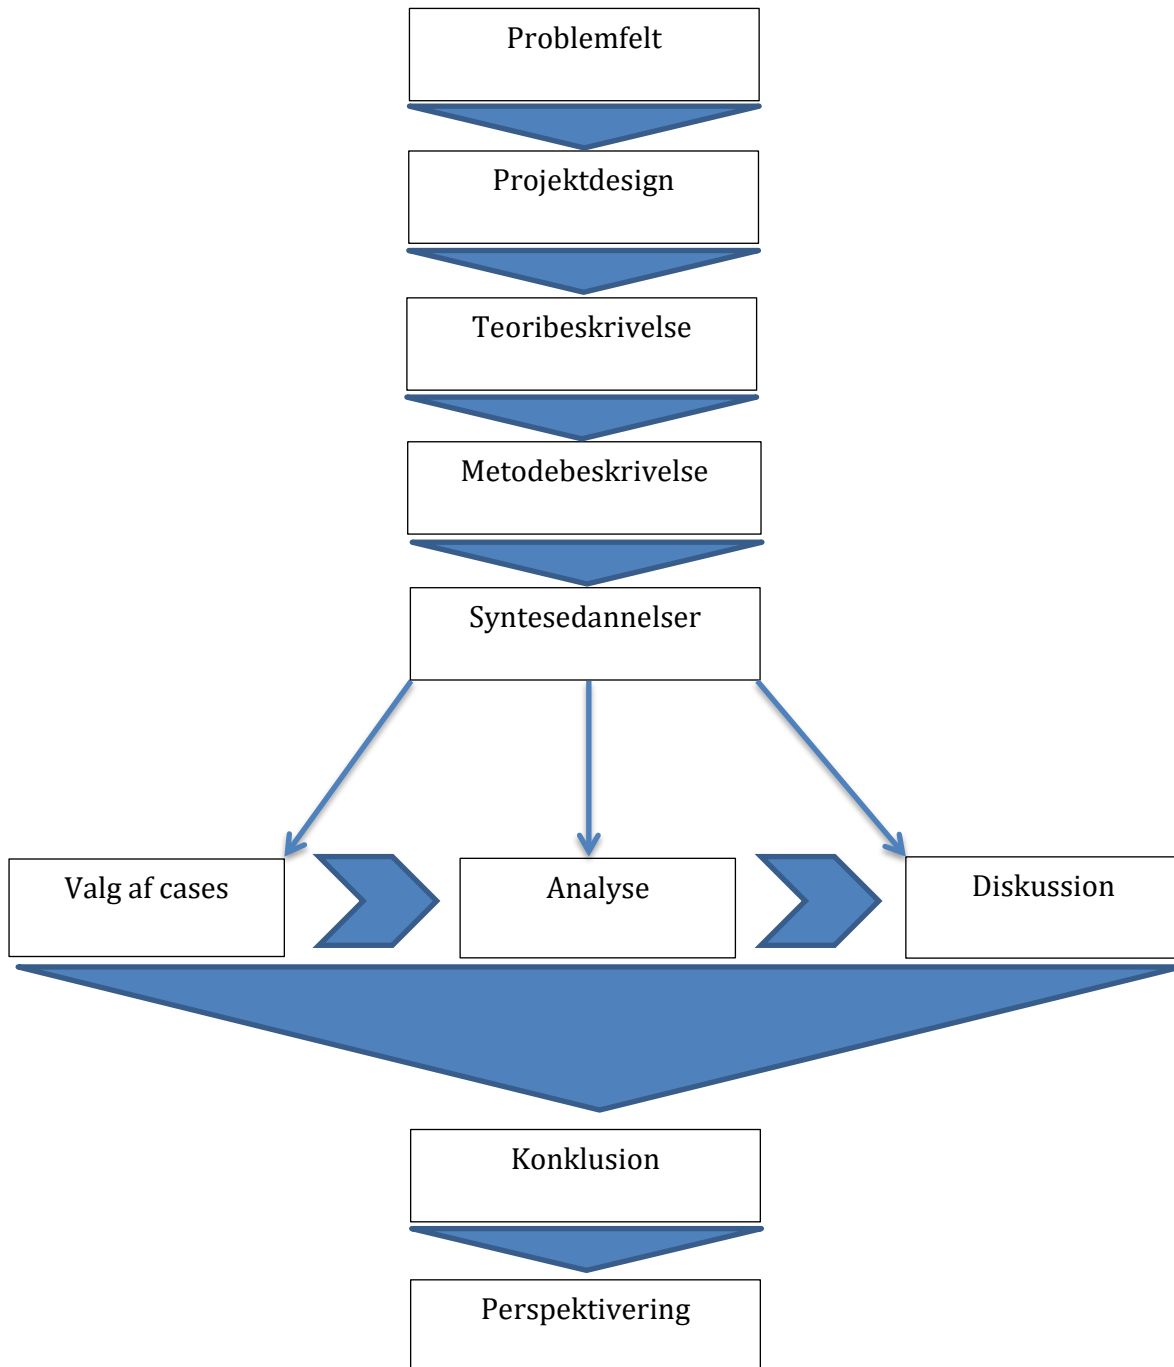 Problemfelt
Projektdesign
Teoribeskrivelse
Metodebeskrivelse
Syntesedannelser
Valg af cases
Analyse
Diskussion
Konklusion
Perspektivering